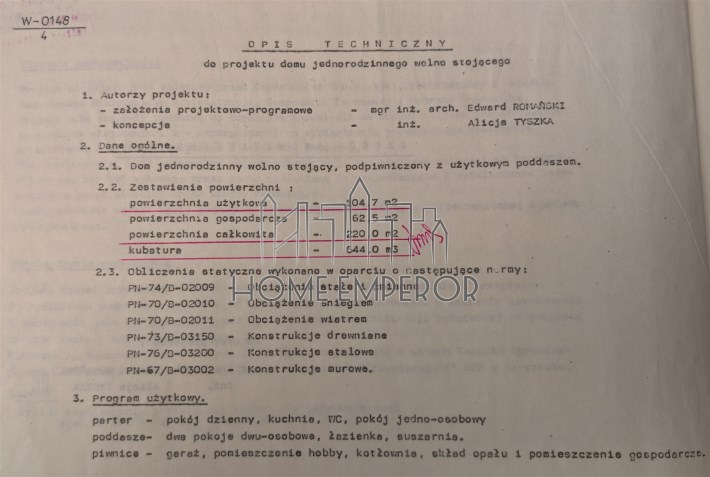 W-0148
4
OPIS TECHNICZNY
do projektu domu jednorodzinnego wolno stojącego
1. Autorzy projektu:
- założenia projektowo-programowe - mgr inż. arch. Edward ROMAŃSKI
- koncepcja - inż. Alicja TYSZKA
2. Dane ogólne.
2.1. Dom jednorodzinny wolno stojący, podpiwniczony z użytkowym poddaszem.
2.2. Zestawienie powierzchni :
powierzchnia użytkowa - 104,7 m2
powierzchnia gospodarcza - 62,5 m2
powierzchnia całkowita - 220,0 m2
kubatura - 544,0 m3
2.3. Obliczenia statyczne wykonano w oparciu o następujące normy:
PN-74/B-02009 - Obciążenia stałe i zmienne
PN-70/B-02010 - Obciążenie śniegiem
PN-70/B-02011 - Obciążenie wiatrem
PN-73/B-03150 - Konstrukcje drewniane
PN-76/B-03200 - Konstrukcje stalowe
PN-67/B-03002 - Konstrukcje murowe.
HOME EMPEROR
3. Program użytkowy.
parter - pokój dzienny, kuchnia, WC, pokój jedno-osobowy
poddasze- dwa pokoje dwu-osobowe, łazienka, suszarnia.
piwnice - garaż, pomieszczenie hobby, kotłownia, skład opału i pomieszczenie gospodarcze.